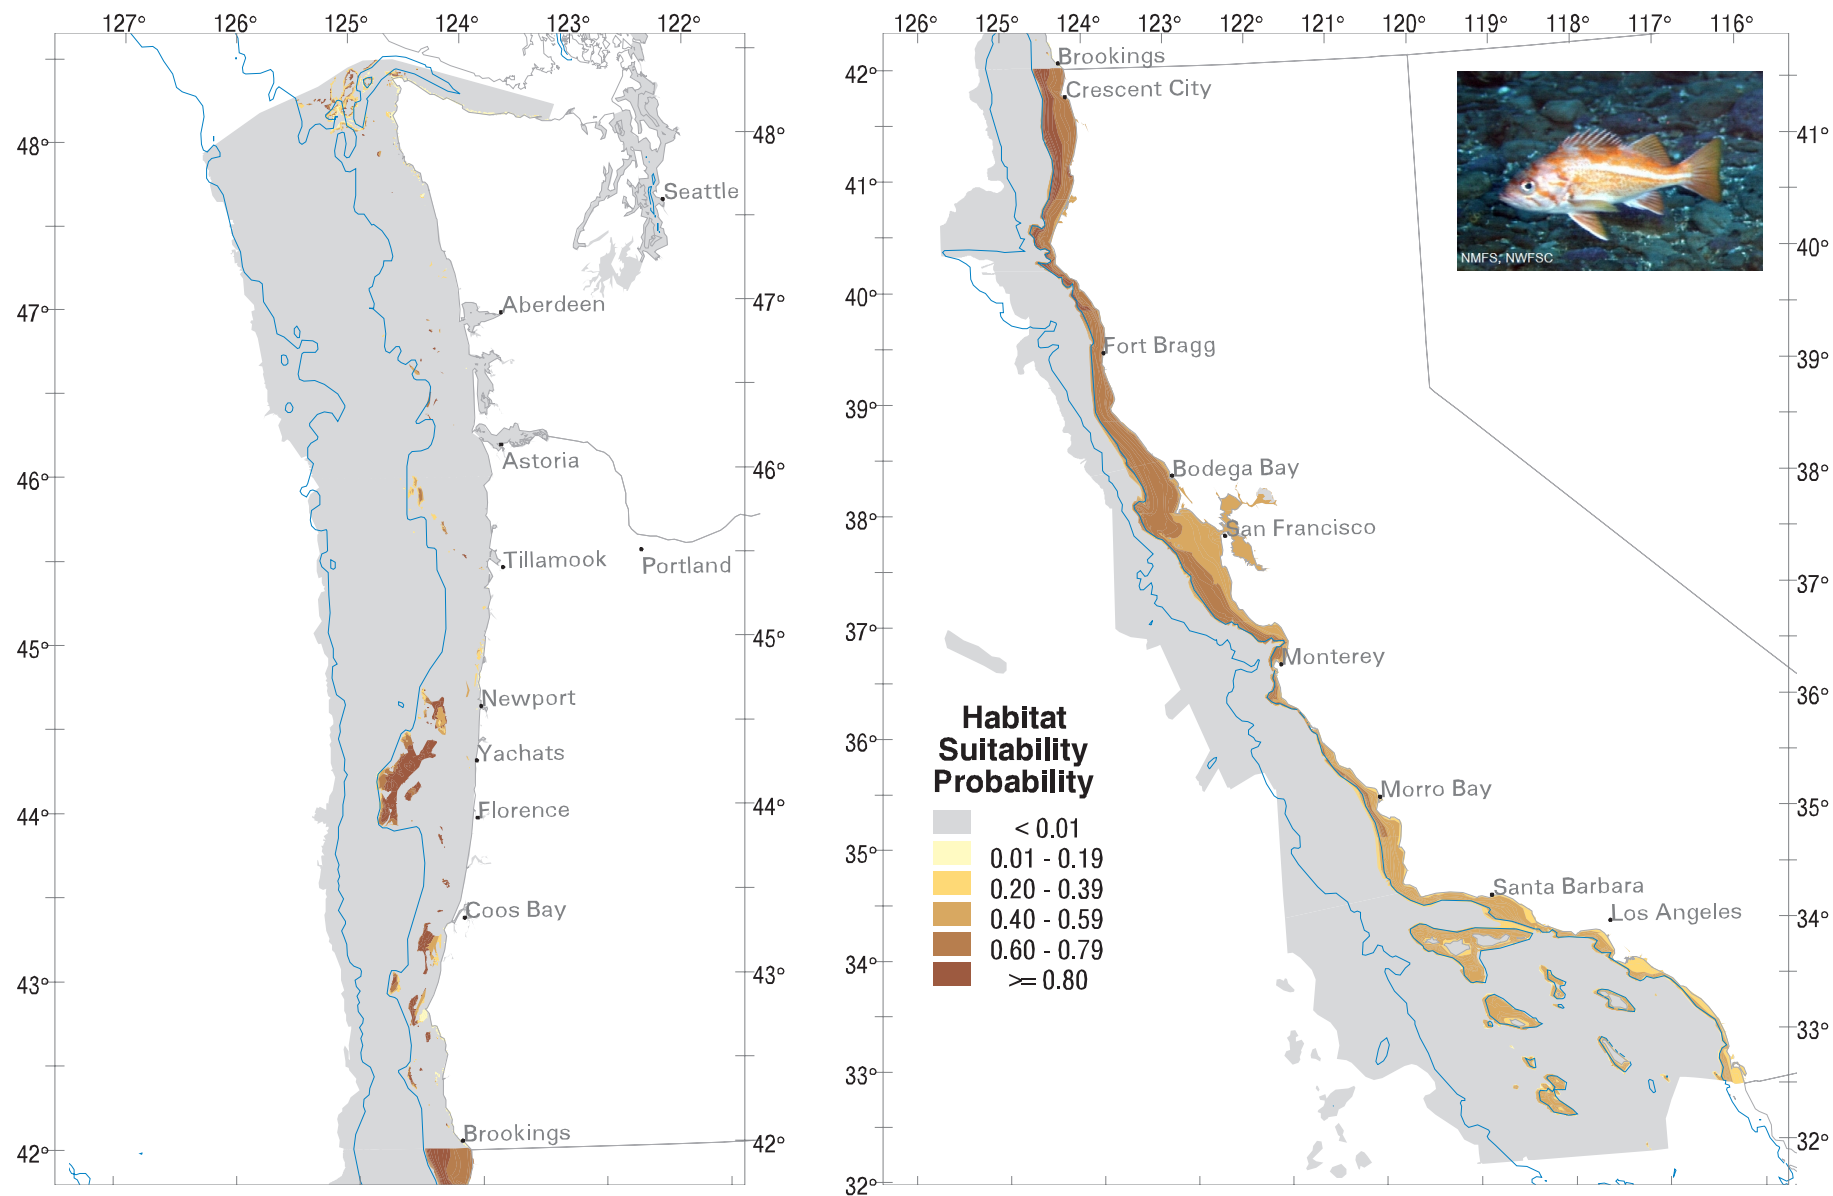 127° 125° 124° 123° 122°
126°
48°
47°
46°
45°
44°
43°
42°
48°
47°
46°
45°
44°
43°
42°
Seattle
Aberdeen
Astoria
Tillamook
Portland
Newport
Yachats
Florence
Coos Bay
Brookings
126° 125° 124° 123° 122° 121° 120° 119° 118° 117° 116°
42°
41°
40°
39°
38°
37°
36°
35°
34°
33°
32°
41°
40°
39°
38°
37°
36°
35°
34°
33°
32°
Brookings
Crescent City
Fort Bragg
Bodega Bay
San Francisco
Monterey
Morro Bay
Santa Barbara
Los Angeles
NMFS, NWFSC
Habitat
Suitability
Probability
< 0.01
0.01 - 0.19
0.20 - 0.39
0.40 - 0.59
0.60 - 0.79
>= 0.80